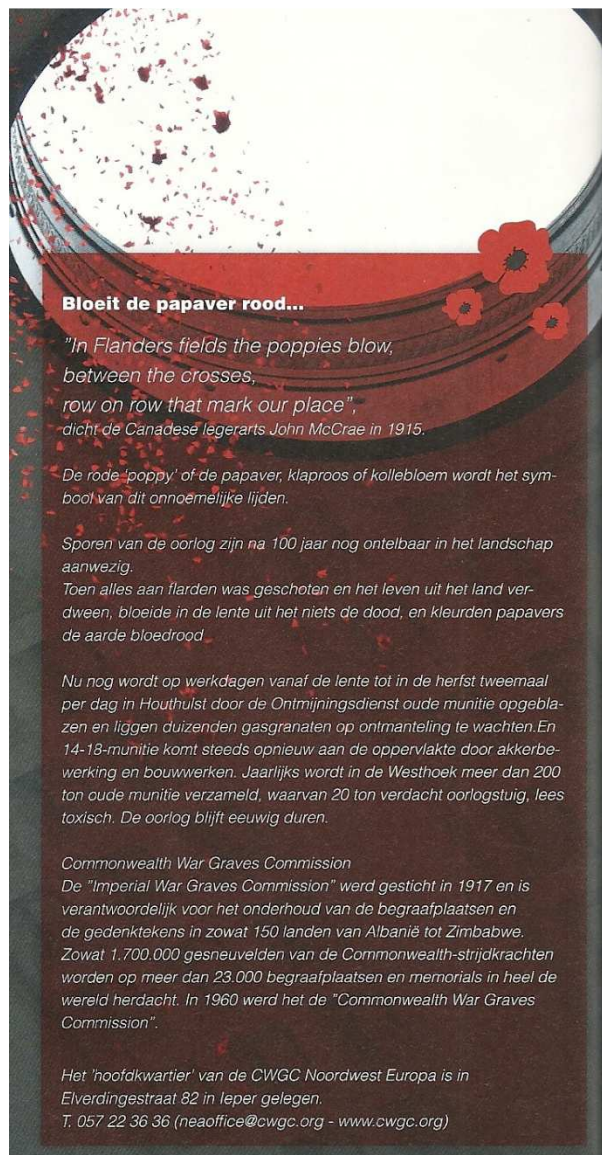 Bloeit de papaver rood...
"In Flanders fields the poppies blow,
between the crosses,
row on row that mark our place",
dicht de Canadese legerarts John McCrae in 1915.
De rode 'poppy' of de papaver, klaproos of kollebloem wordt het sym-
bool van dit onnoemelijke lijden.
Sporen van de oorlog zijn na 100 jaar nog ontelbaar in het landschap
aanwezig.
Toen alles aan flarden was geschoten en het leven uit het land ver-
dween, bloeide in de lente uit het niets de dood, en kleurden papavers
de aarde bloedrood
Nu nog wordt op werkdagen vanaf de lente tot in de herfst tweemaal
per dag in Houthulst door de Ontmijningsdienst oude munitie opgebla-
zen en liggen duizenden gasgranaten op ontmanteling te wachten.En
14-18-munitie komt steeds opnieuw aan de oppervlakte door akkerbe-
werking en bouwwerken. Jaarlijks wordt in de Westhoek meer dan 200
ton oude munitie verzameld, waarvan 20 ton verdacht oorlogstuig, lees
toxisch. De oorlog blijft eeuwig duren.
Commonwealth War Graves Commission
De "Imperial War Graves Commission" werd gesticht in 1917 en is
verantwoordelijk voor het onderhoud van de begraafplaatsen en
de gedenktekens in zowat 150 landen van Albanië tot Zimbabwe.
Zowat 1.700.000 gesneuvelden van de Commonwealth-strijdkrachten
worden op meer dan 23.000 begraafplaatsen en memorials in heel de
wereld herdacht. In 1960 werd het de "Commonwealth War Graves
Commission".
Het 'hoofdkwartier' van de CWGC Noordwest Europa is in
Elverdingestraat 82 in Ieper gelegen.
T. 057 22 36 36 (neaoffice@cwgc.org - www.cwgc.org)